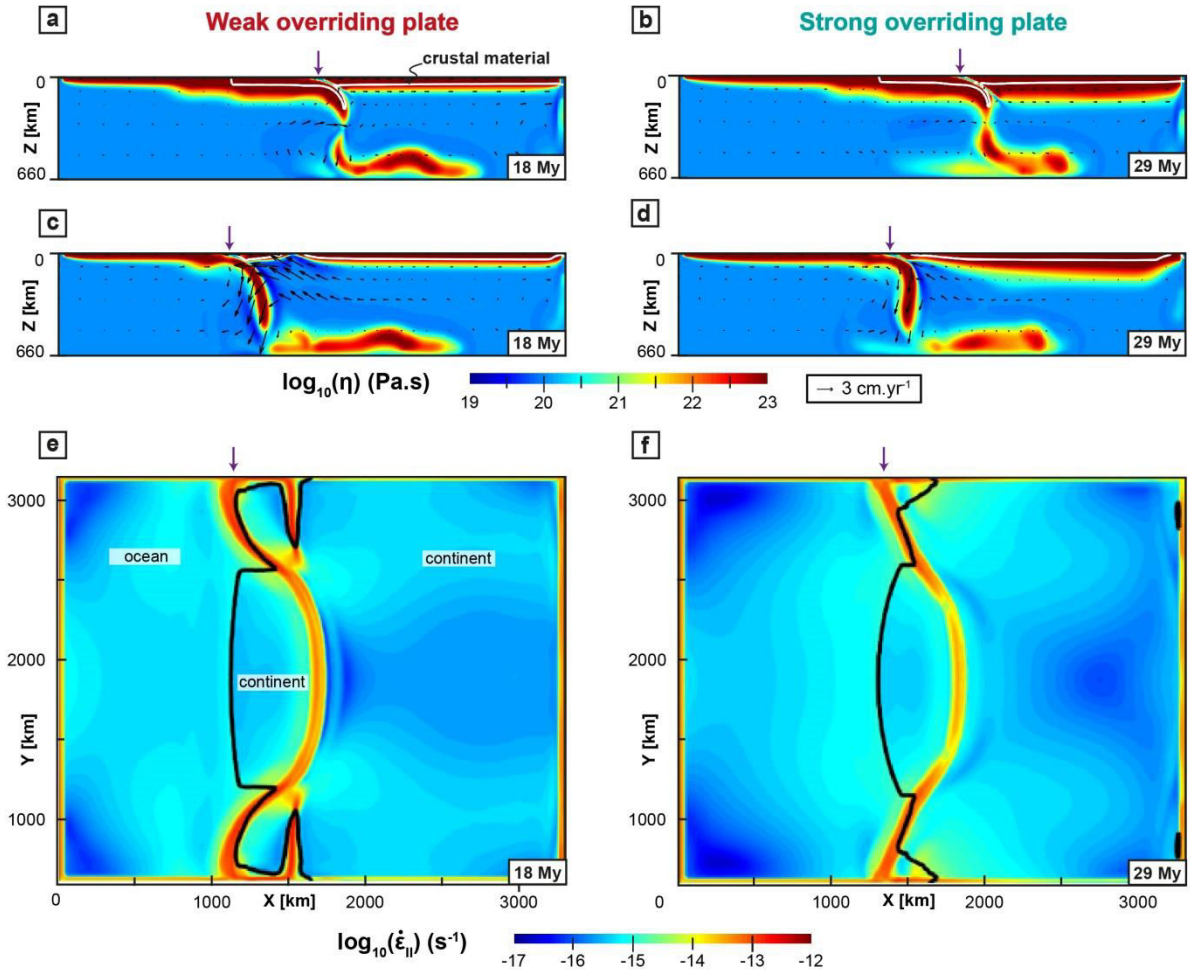 a
Weak overriding plate
b
Strong overriding plate
crustal material
0
Z [km]
660
18 My
0
Z [km]
660
29 My
c
d
0
Z [km]
660
18 My
0
Z [km]
660
29 My
log₁₀(η) (Pa.s)
19 20 21 22 23
3 cm.yr⁻¹
e
f
3000
2000
1000
Y [km]
ocean
continent
continent
18 My
0 1000 2000 3000
X [km]
3000
2000
1000
Y [km]
29 My
0 1000 2000 3000
X [km]
log₁₀(ε̇_II) (s⁻¹)
-17 -16 -15 -14 -13 -12